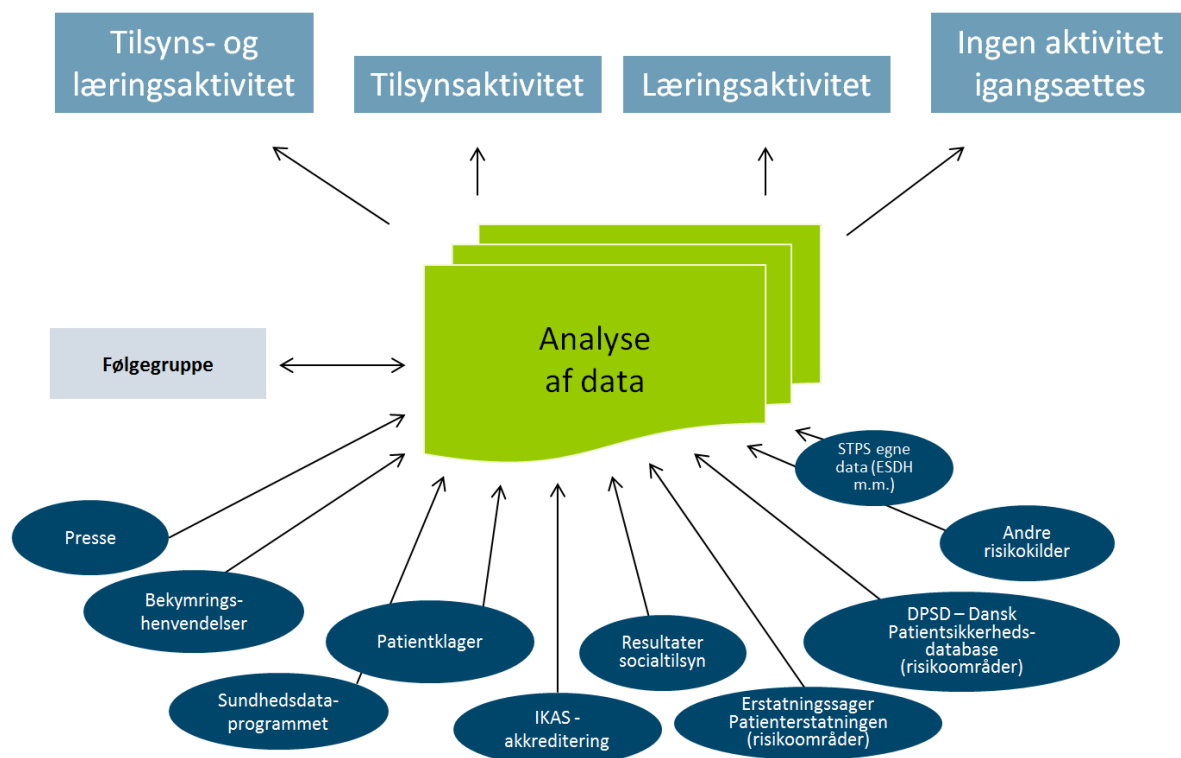 Tilsyns- og
læringsaktivitet
Tilsynsaktivitet
Læringsaktivitet
Ingen aktivitet
igangsættes
Analyse
af data
Følgegruppe
STPS egne
data (ESDH
m.m.)
Presse
Andre
risikokilder
Bekymrings-
henvendelser
Patientklager
Resultater
socialtilsyn
DPSD – Dansk
Patientsikkerheds-
database
(risikoområder)
Sundhedsdata-
programmet
IKAS -
akkreditering
Erstatningssager
Patienterstatningen
(risikoområder)